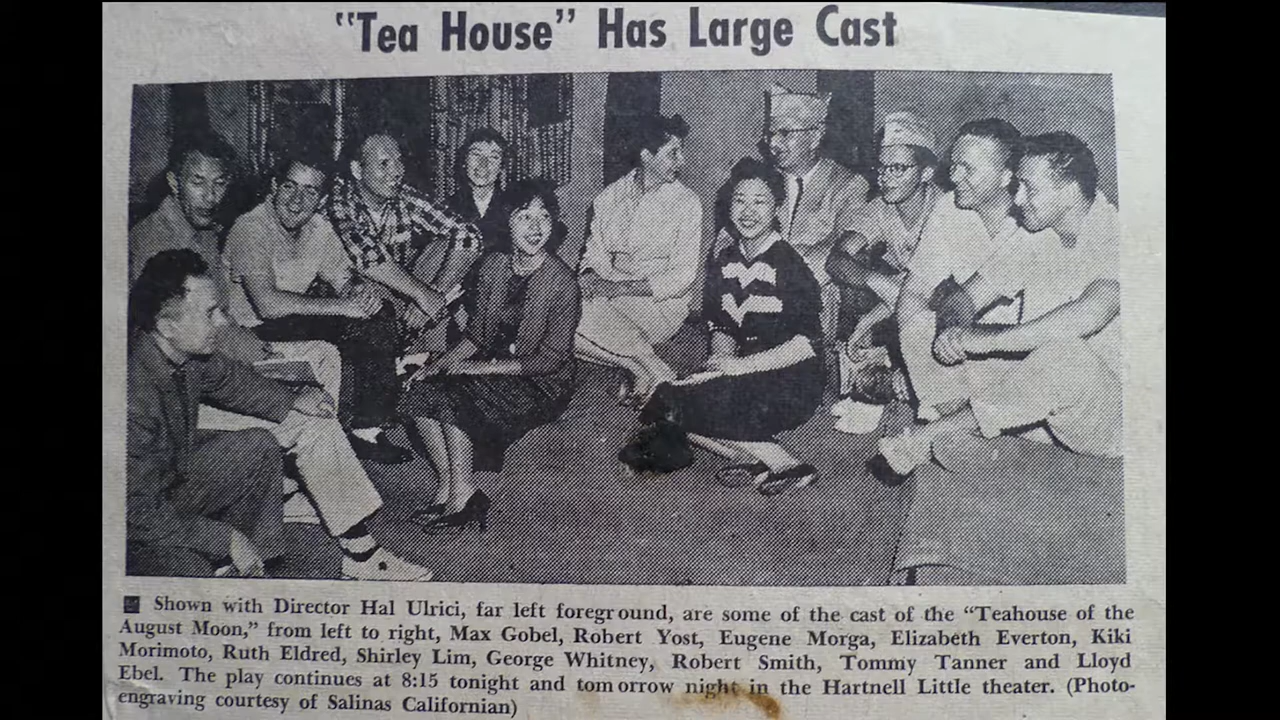 "Tea House" Has Large Cast
Shown with Director Hal Ulrici, far left foreground, are some of the cast of the "Teahouse of the
August Moon," from left to right, Max Gobel, Robert Yost, Eugene Morga, Elizabeth Everton, Kiki
Morimoto, Ruth Eldred, Shirley Lim, George Whitney, Robert Smith, Tommy Tanner and Lloyd
Ebel. The play continues at 8:15 tonight and tomorrow night in the Hartnell Little theater. (Photo-
engraving courtesy of Salinas Californian)